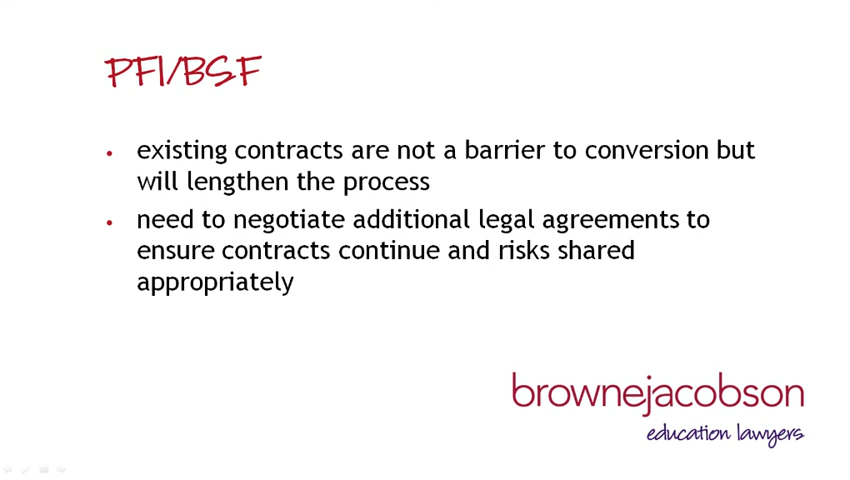 PFI/BSF
• existing contracts are not a barrier to conversion but
will lengthen the process
• need to negotiate additional legal agreements to
ensure contracts continue and risks shared
appropriately
brownejacobson
education lawyers